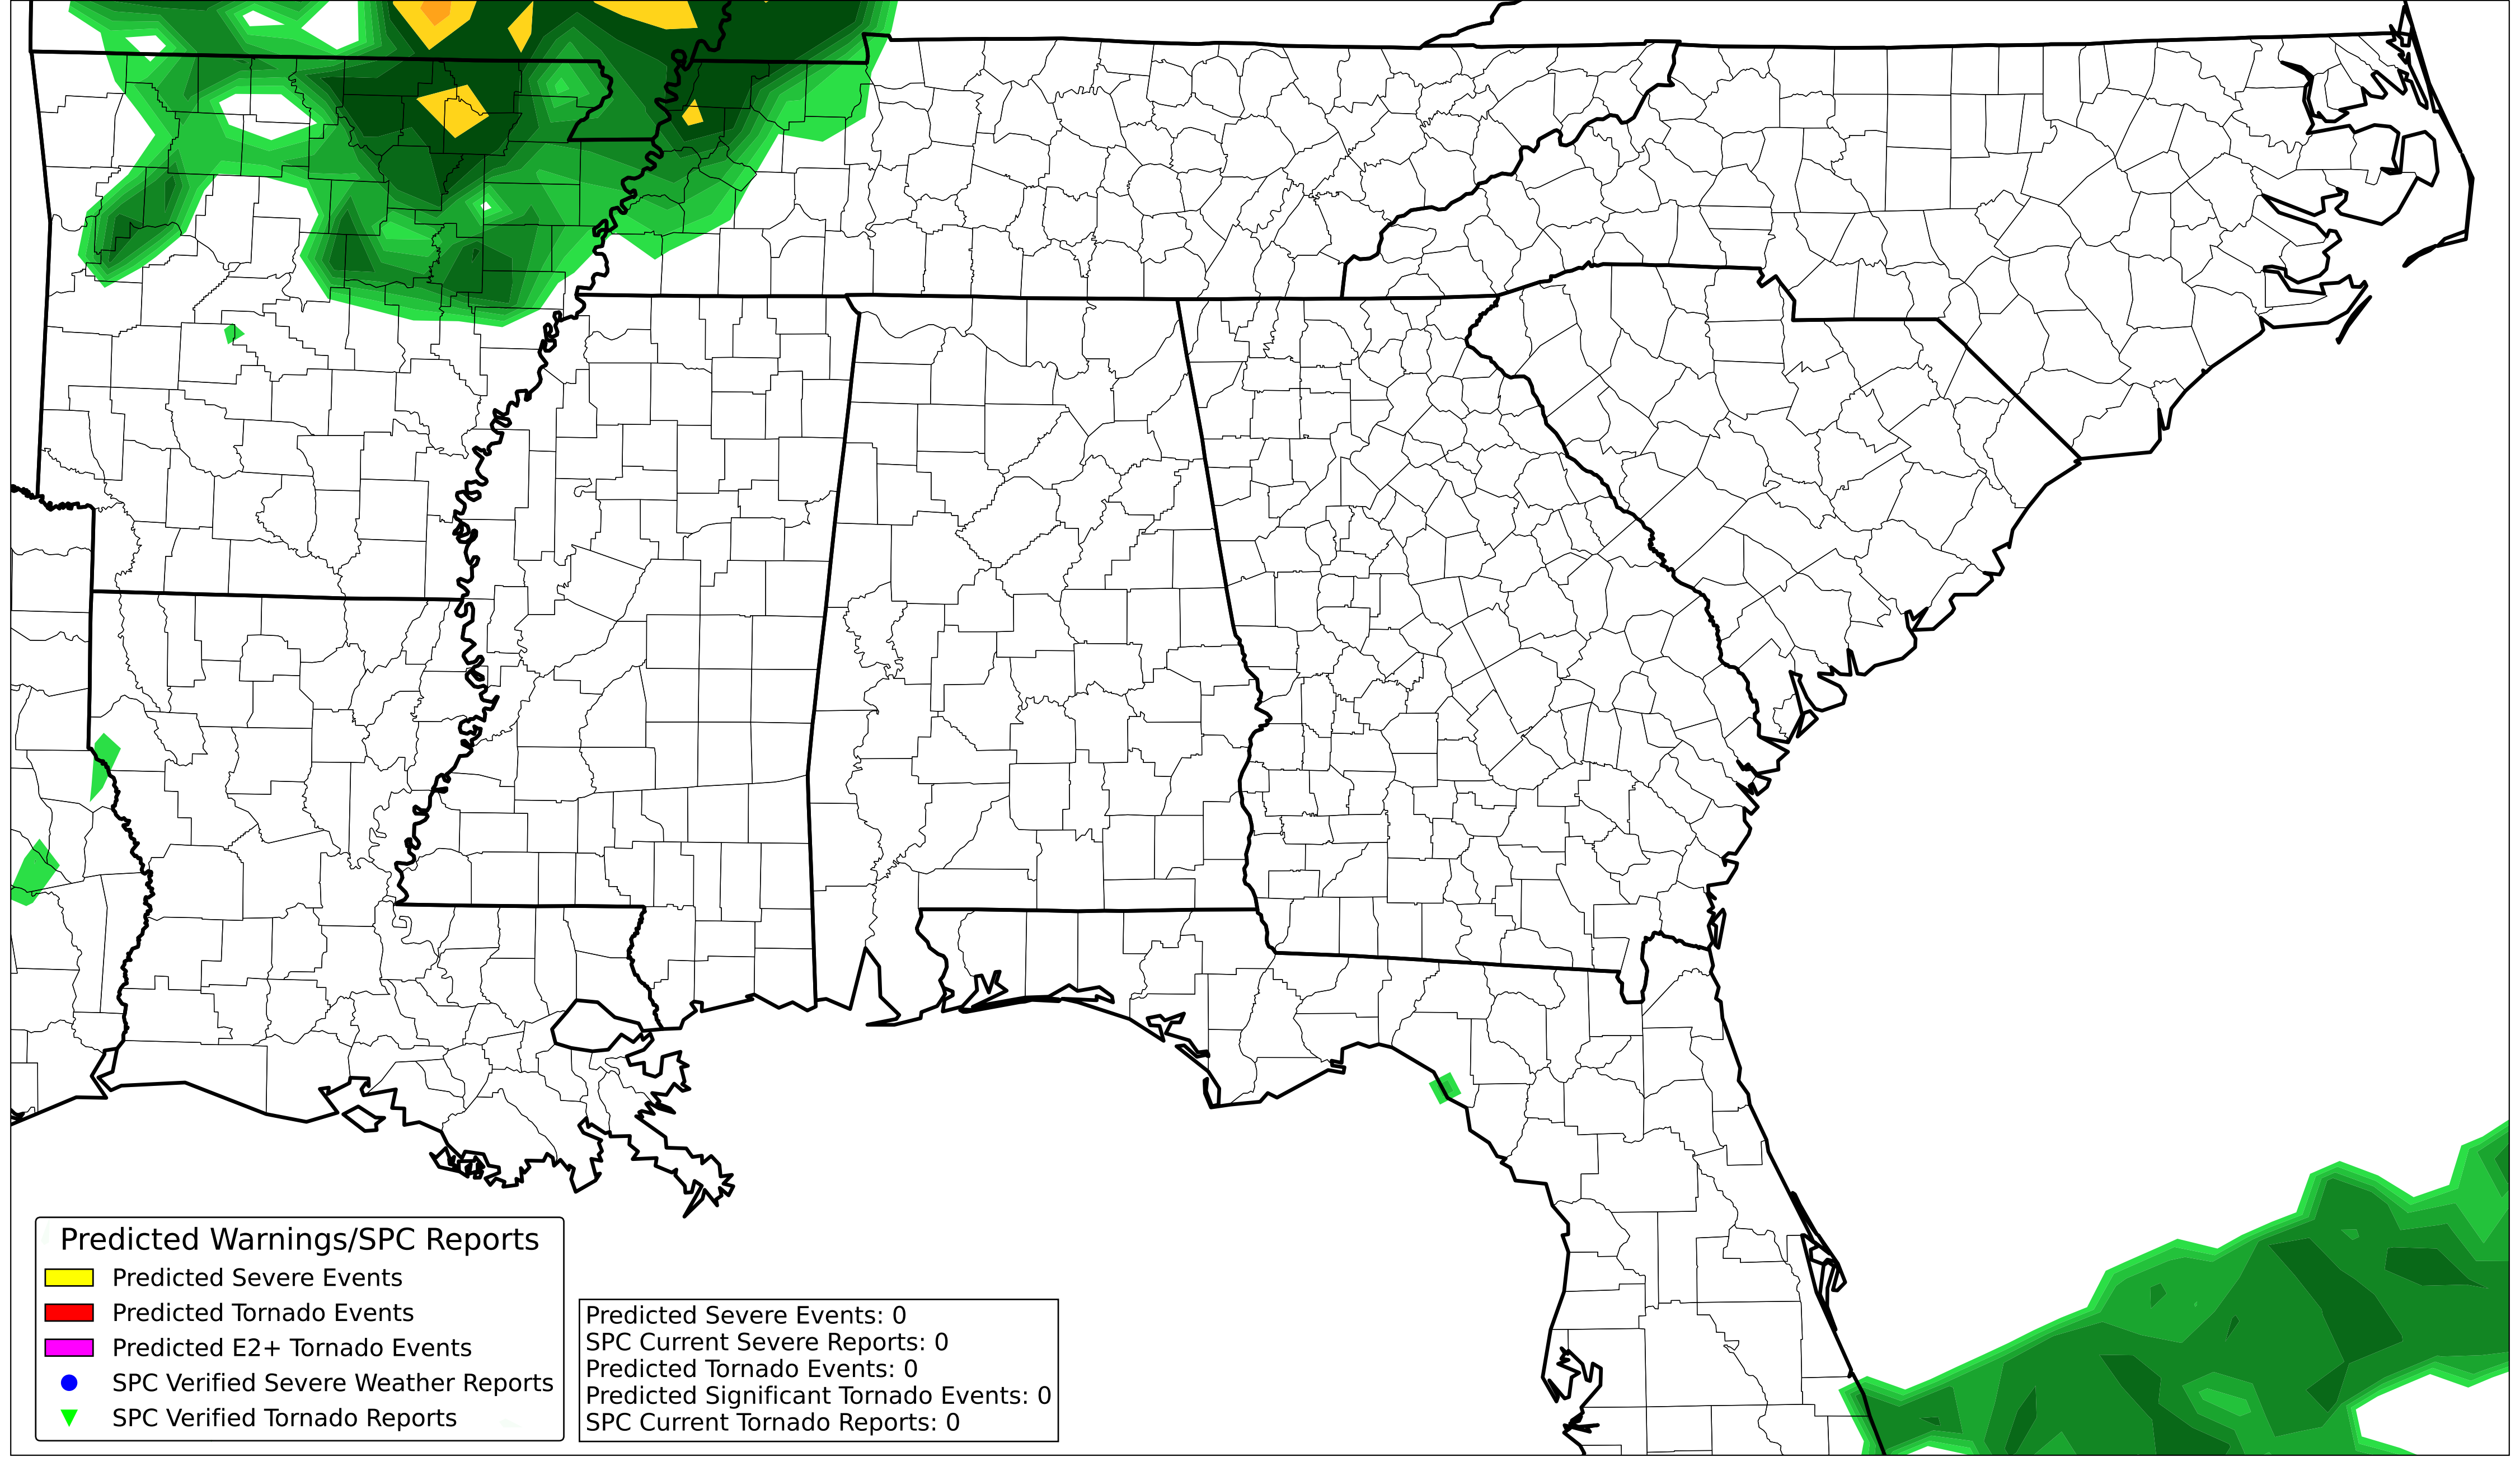 Predicted Warnings/SPC Reports
Predicted Severe Events
Predicted Tornado Events
Predicted E2+ Tornado Events
SPC Verified Severe Weather Reports
SPC Verified Tornado Reports
Predicted Severe Events: 0
SPC Current Severe Reports: 0
Predicted Tornado Events: 0
Predicted Significant Tornado Events: 0
SPC Current Tornado Reports: 0